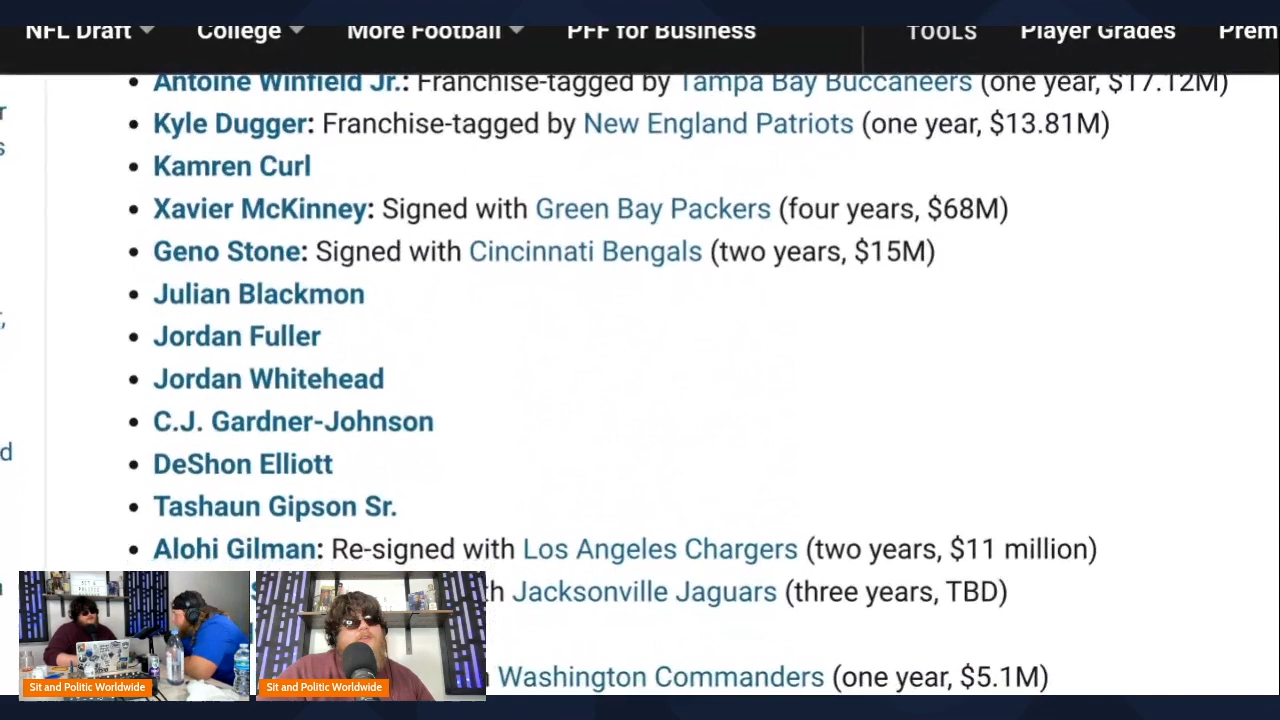 NFL Draft College More Football PFF for Business TOOLS Player Grades Prem
Antoine Winfield Jr.: Franchise-tagged by Tampa Bay Buccaneers (one year, $17.12M)
Kyle Dugger: Franchise-tagged by New England Patriots (one year, $13.81M)
Kamren Curl
Xavier McKinney: Signed with Green Bay Packers (four years, $68M)
Geno Stone: Signed with Cincinnati Bengals (two years, $15M)
Julian Blackmon
Jordan Fuller
Jordan Whitehead
C.J. Gardner-Johnson
DeShon Elliott
Tashaun Gipson Sr.
Alohi Gilman: Re-signed with Los Angeles Chargers (two years, $11 million)
th Jacksonville Jaguars (three years, TBD)
Washington Commanders (one year, $5.1M)
Sit and Politic Worldwide
Sit and Politic Worldwide